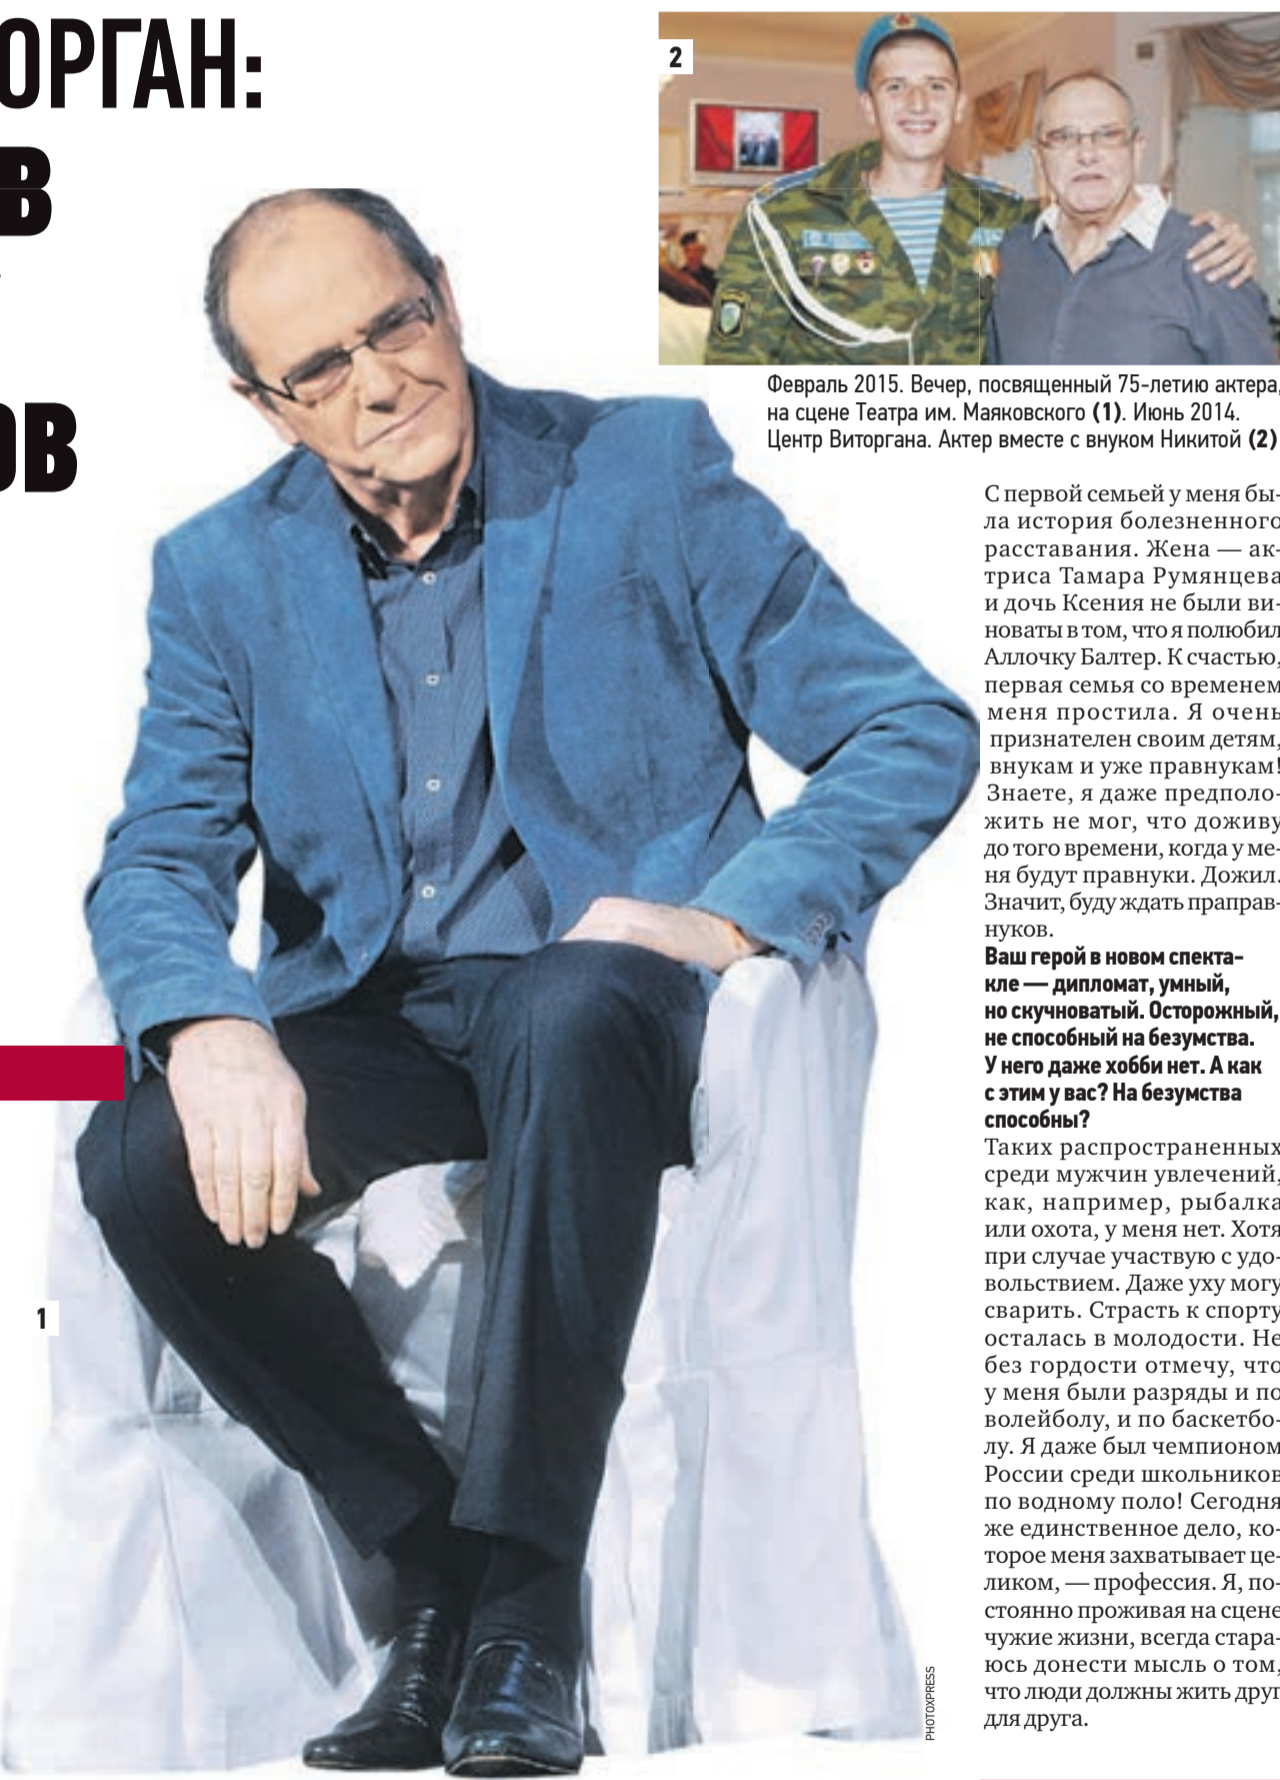 ОРГАН:
В
ОВ
2
Февраль 2015. Вечер, посвященный 75-летию актера,
на сцене Театра им. Маяковского (1). Июнь 2014.
Центр Виторгана. Актер вместе с внуком Никитой (2)
С первой семьей у меня бы-
ла история болезненного
расставания. Жена — ак-
триса Тамара Румянцева
и дочь Ксения не были ви-
новаты в том, что я полюбил
Аллочку Балтер. К счастью,
первая семья со временем
меня простила. Я очень
признателен своим детям,
внукам и уже правнукам!
Знаете, я даже предполо-
жить не мог, что доживу
до того времени, когда у ме-
ня будут правнуки. Дожил.
Значит, буду ждать праправ-
нуков.
Ваш герой в новом спекта-
кле — дипломат, умный,
но скучноватый. Осторожный,
не способный на безумства.
У него даже хобби нет. А как
с этим у вас? На безумства
способны?
Таких распространенных
среди мужчин увлечений,
как, например, рыбалка
или охота, у меня нет. Хотя
при случае участвую с удо-
вольствием. Даже уху могу
сварить. Страсть к спорту
осталась в молодости. Не
без гордости отмечу, что
у меня были разряды и по
волейболу, и по баскетбо-
лу. Я даже был чемпионом
России среди школьников
по водному поло! Сегодня
же единственное дело, ко-
торое меня захватывает це-
ликом, — профессия. Я, по-
стоянно проживая на сцене
чужие жизни, всегда стара-
юсь донести мысль о том,
что люди должны жить друг
для друга.
1
PHOTOXPRESS